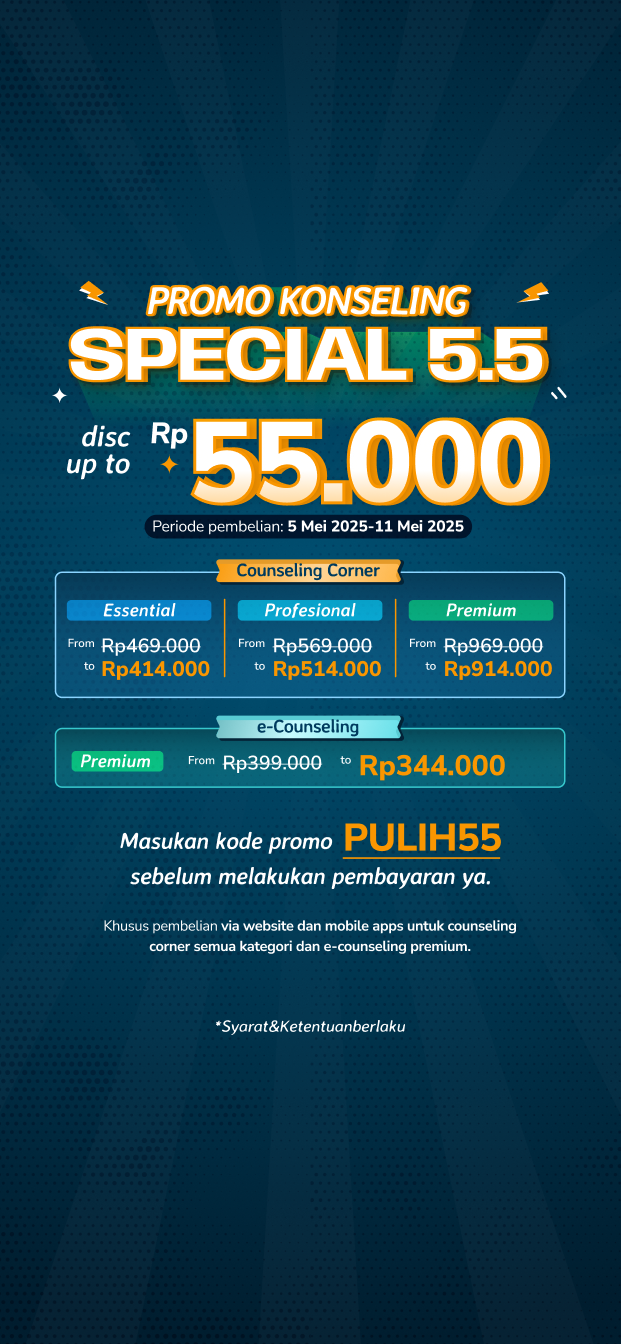 PROMO KONSELING
SPECIAL 5.5
disc up to Rp 55.000
Periode pembelian: 5 Mei 2025-11 Mei 2025
Counseling Corner
Essential
From Rp469.000
to Rp414.000
Profesional
From Rp569.000
to Rp514.000
Premium
From Rp969.000
to Rp914.000
e-Counseling
Premium From Rp399.000 to Rp344.000
Masukan kode promo PULIH55
sebelum melakukan pembayaran ya.
Khusus pembelian via website dan mobile apps untuk counseling
corner semua kategori dan e-counseling premium.
*Syarat&Ketentuanberlaku